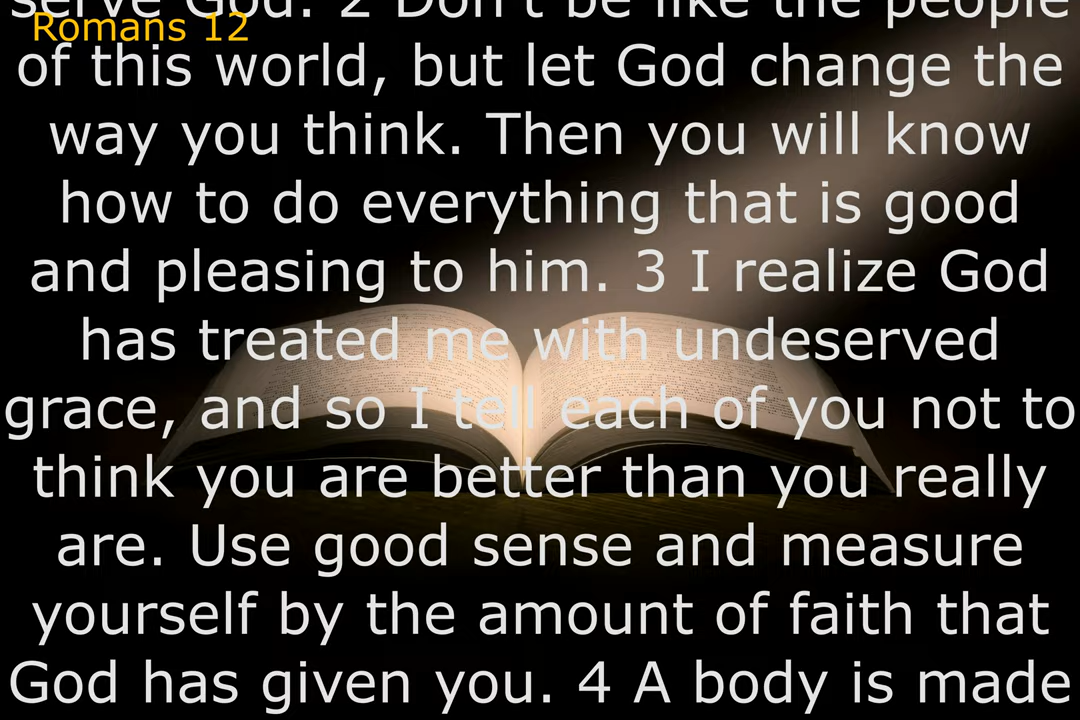 serve God. 2 Don't be like the people
Romans 12
of this world, but let God change the
way you think. Then you will know
how to do everything that is good
and pleasing to him. 3 I realize God
has treated me with undeserved
grace, and so I tell each of you not to
think you are better than you really
are. Use good sense and measure
yourself by the amount of faith that
God has given you. 4 A body is made